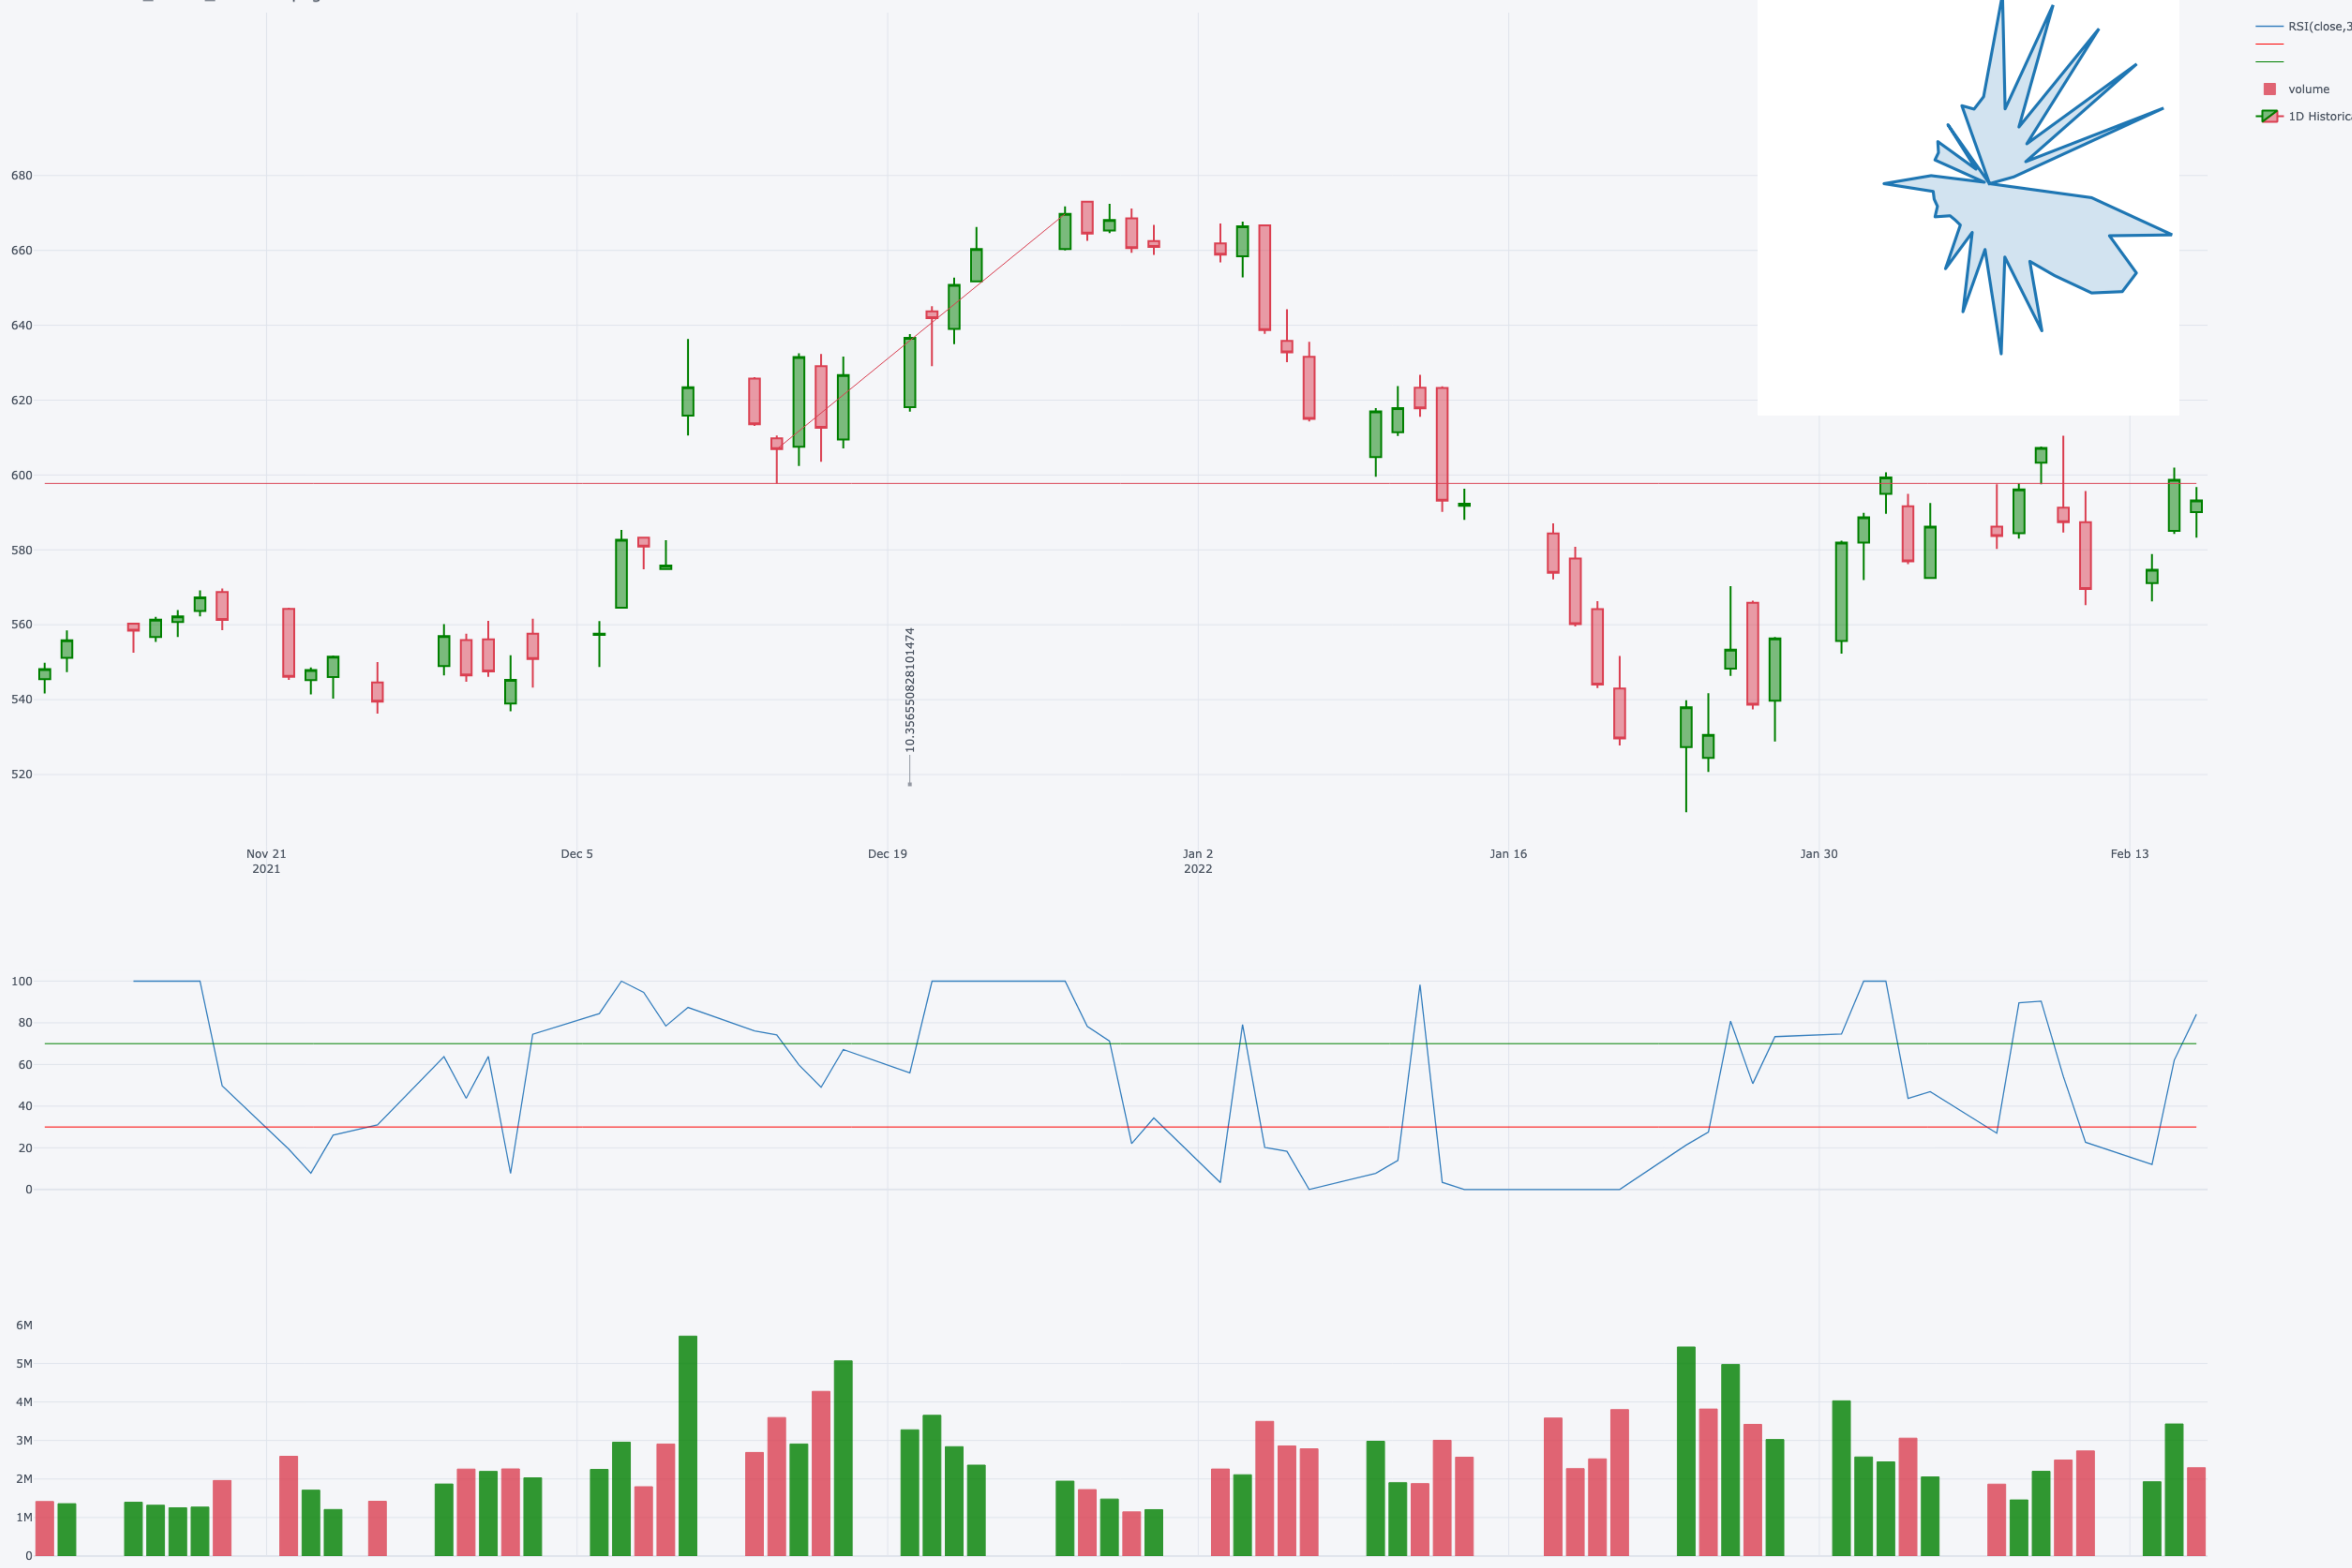 RSI(close,3
volume
1D Historica
680
660
640
620
600
580
560
540
520
10.356550828101474
Nov 21
2021
Dec 5
Dec 19
Jan 2
2022
Jan 16
Jan 30
Feb 13
100
80
60
40
20
0
6M
5M
4M
3M
2M
1M
0